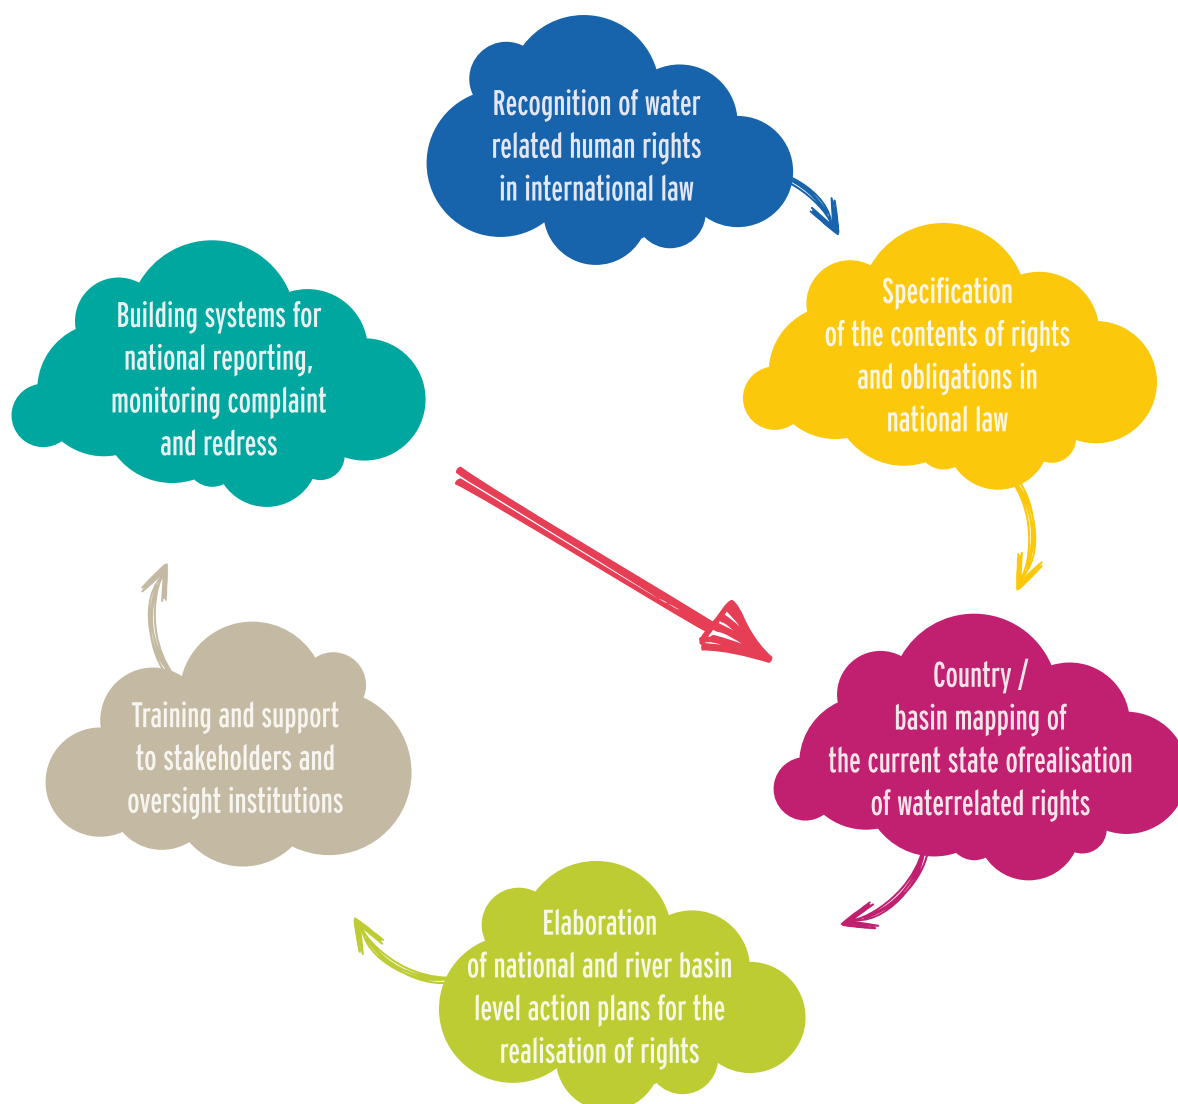 Recognition of water
related human rights
in international law
Specification
of the contents of rights
and obligations in
national law
Country /
basin mapping of
the current state ofrealisation
of waterrelated rights
Elaboration
of national and river basin
level action plans for the
realisation of rights
Training and support
to stakeholders and
oversight institutions
Building systems for
national reporting,
monitoring complaint
and redress